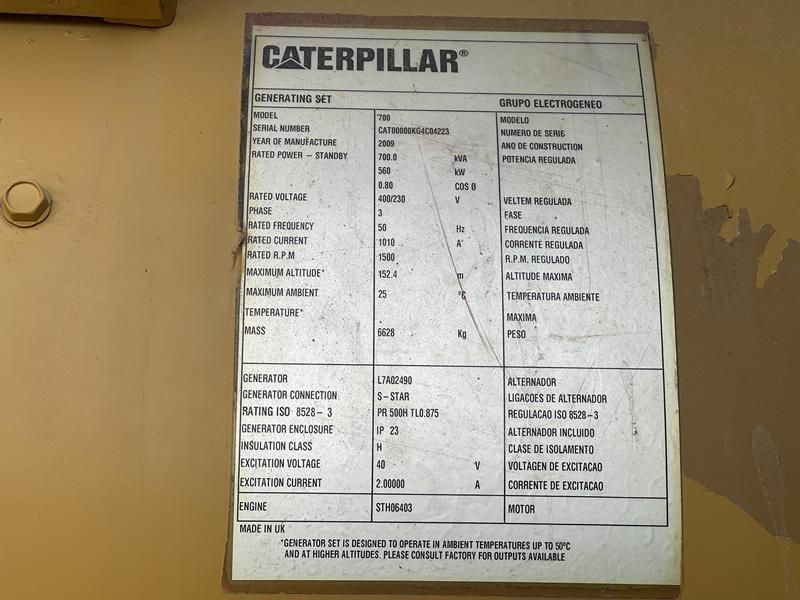 CATERPILLAR®
GENERATING SET GRUPO ELECTROGENEO
MODEL 700 MODELO
SERIAL NUMBER CAT00000KG4C04223 NUMERO DE SERIE
YEAR OF MANUFACTURE 2009 ANO DE CONSTRUCTION
RATED POWER – STANDBY 700.0 kVA POTENCIA REGULADA
560 kW
0.80 COS Ø
RATED VOLTAGE 400/230 V VELTEM REGULADA
PHASE 3 FASE
RATED FREQUENCY 50 Hz FREQUENCIA REGULADA
RATED CURRENT 1010 A CORRENTE REGULADA
RATED R.P.M 1500 R.P.M. REGULADO
MAXIMUM ALTITUDE* 152.4 m ALTITUDE MAXIMA
MAXIMUM AMBIENT 25 ºC TEMPERATURA AMBIENTE
TEMPERATURE* MAXIMA
MASS 6628 Kg PESO
GENERATOR L7A02490 ALTERNADOR
GENERATOR CONNECTION S–STAR LIGACOES DE ALTERNADOR
RATING ISO 8528–3 PR 500H TL0.875 REGULACAO ISO 8528–3
GENERATOR ENCLOSURE IP 23 ALTERNADOR INCLUIDO
INSULATION CLASS H CLASE DE ISOLAMENTO
EXCITATION VOLTAGE 40 V VOLTAGEN DE EXCITACAO
EXCITATION CURRENT 2.00000 A CORRENTE DE EXCITACAO
ENGINE STH06403 MOTOR
MADE IN UK
*GENERATOR SET IS DESIGNED TO OPERATE IN AMBIENT TEMPERATURES UP TO 50ºC
AND AT HIGHER ALTITUDES. PLEASE CONSULT FACTORY FOR OUTPUTS AVAILABLE